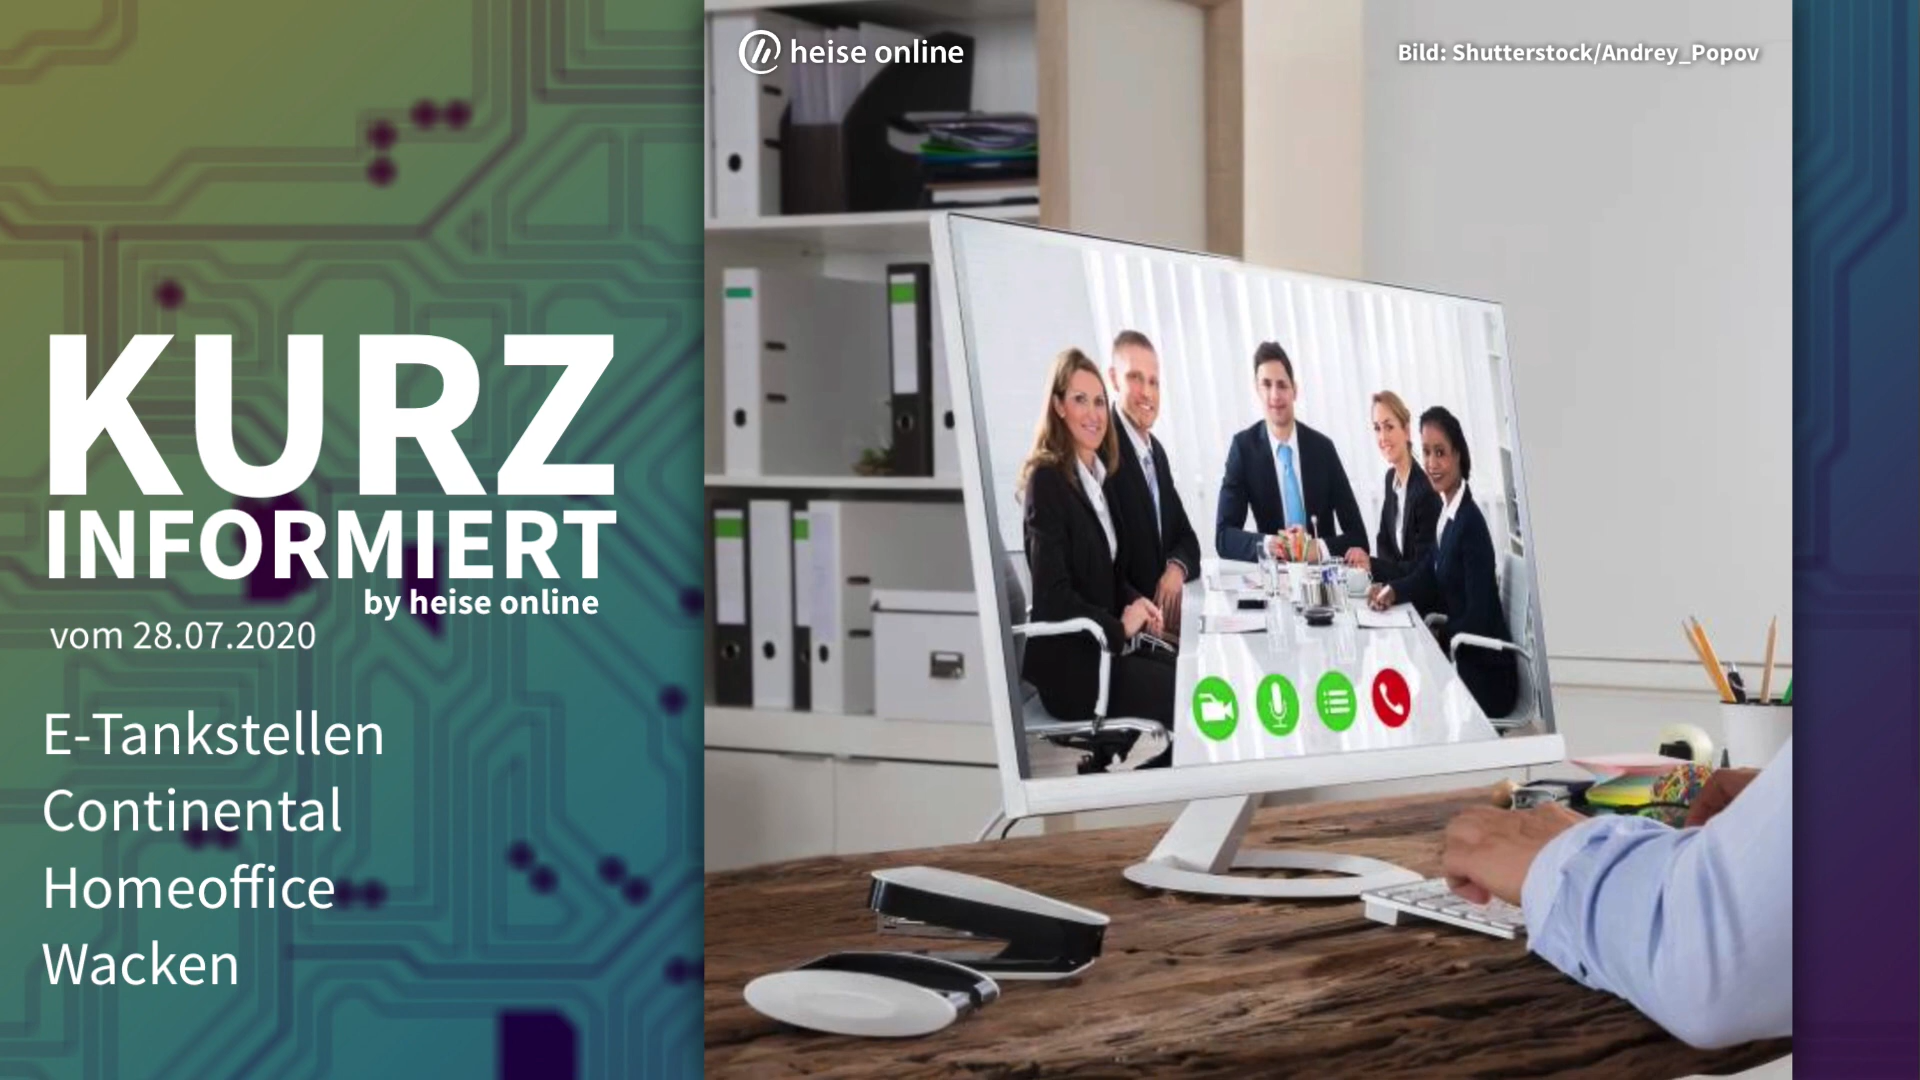 KURZ
INFORMIERT
by heise online
vom 28.07.2020
E-Tankstellen
Continental
Homeoffice
Wacken
heise online
Bild: Shutterstock/Andrey_Popov